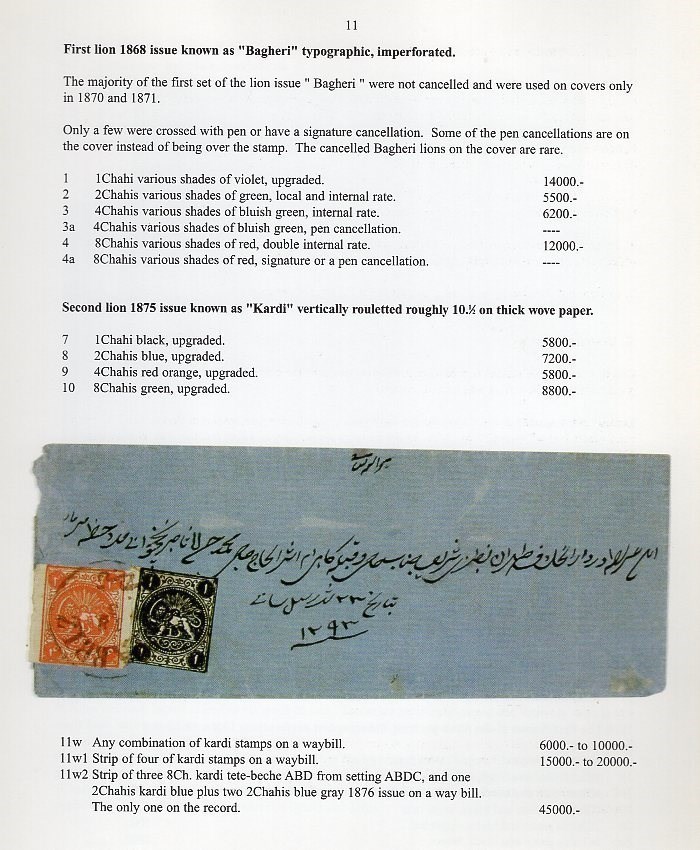 11
First lion 1868 issue known as "Bagheri" typographic, imperforated.
The majority of the first set of the lion issue " Bagheri " were not cancelled and were used on covers only
in 1870 and 1871.
Only a few were crossed with pen or have a signature cancellation. Some of the pen cancellations are on
the cover instead of being over the stamp. The cancelled Bagheri lions on the cover are rare.
1 1Chahi various shades of violet, upgraded. 14000.-
2 2Chahis various shades of green, local and internal rate. 5500.-
3 4Chahis various shades of bluish green, internal rate. 6200.-
3a 4Chahis various shades of bluish green, pen cancellation. ----
4 8Chahis various shades of red, double internal rate. 12000.-
4a 8Chahis various shades of red, signature or a pen cancellation. ----
Second lion 1875 issue known as "Kardi" vertically rouletted roughly 10.½ on thick wove paper.
7 1Chahi black, upgraded. 5800.-
8 2Chahis blue, upgraded. 7200.-
9 4Chahis red orange, upgraded. 5800.-
10 8Chahis green, upgraded. 8800.-
۱۲۹۳
1 1
1 1
11w Any combination of kardi stamps on a waybill. 6000.- to 10000.-
11w1 Strip of four of kardi stamps on a waybill. 15000.- to 20000.-
11w2 Strip of three 8Ch. kardi tete-beche ABD from setting ABDC, and one
2Chahis kardi blue plus two 2Chahis blue gray 1876 issue on a way bill.
The only one on the record. 45000.-